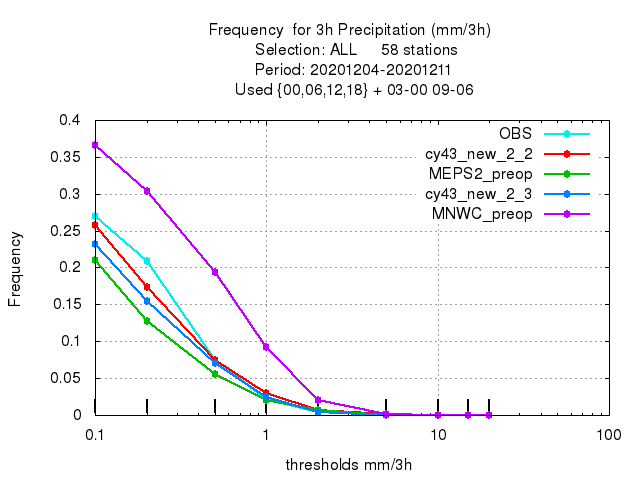 Frequency  for 3h Precipitation (mm/3h)
Selection: ALL     58 stations
Period: 20201204-20201211
Used {00,06,12,18} + 03-00 09-06
0.4
0.35
0.3
0.25
0.2
0.15
0.1
0.05
0
Frequency
OBS
cy43_new_2_2
MEPS2_preop
cy43_new_2_3
MNWC_preop
0.1 1 10 100
thresholds mm/3h